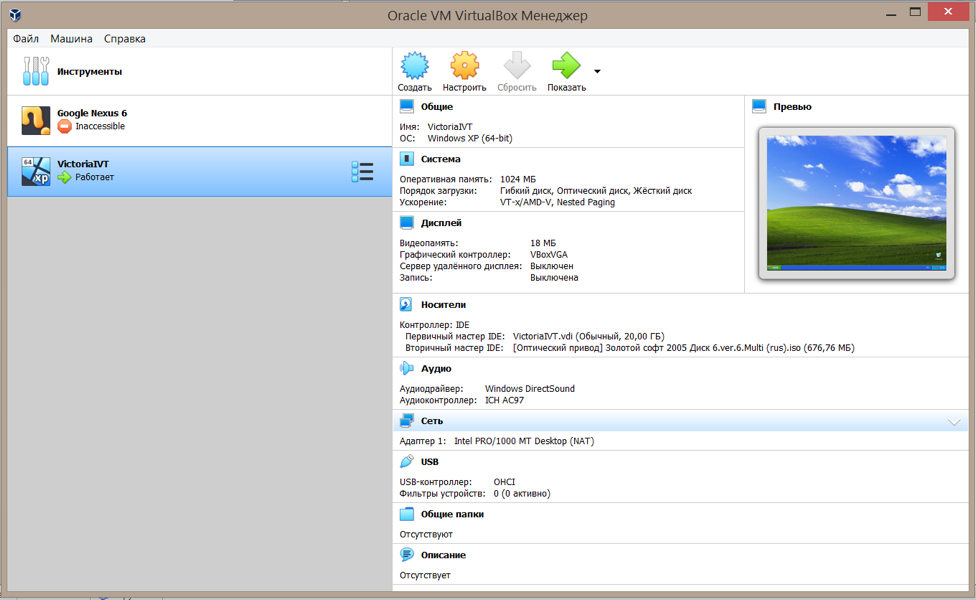 Oracle VM VirtualBox Менеджер
Файл Машина Справка
Инструменты
Google Nexus 6
Inaccessible
64
XP
VictoriaIVT
Работает
Создать Настроить Сбросить Показать
Общие
Имя: VictoriaIVT
ОС: Windows XP (64-bit)
Превью
Система
Оперативная память: 1024 МБ
Порядок загрузки: Гибкий диск, Оптический диск, Жёсткий диск
Ускорение: VT-x/AMD-V, Nested Paging
Дисплей
Видеопамять: 18 МБ
Графический контроллер: VBoxVGA
Сервер удалённого дисплея: Выключен
Запись: Выключена
Носители
Контроллер: IDE
Первичный мастер IDE: VictoriaIVT.vdi (Обычный, 20,00 ГБ)
Вторичный мастер IDE: [Оптический привод] Золотой софт 2005 Диск 6.ver.6.Multi (rus).iso (676,76 МБ)
Аудио
Аудиодрайвер: Windows DirectSound
Аудиоконтроллер: ICH AC97
Сеть
Адаптер 1: Intel PRO/1000 MT Desktop (NAT)
USB
USB-контроллер: OHCI
Фильтры устройств: 0 (0 активно)
Общие папки
Отсутствуют
Описание
Отсутствует